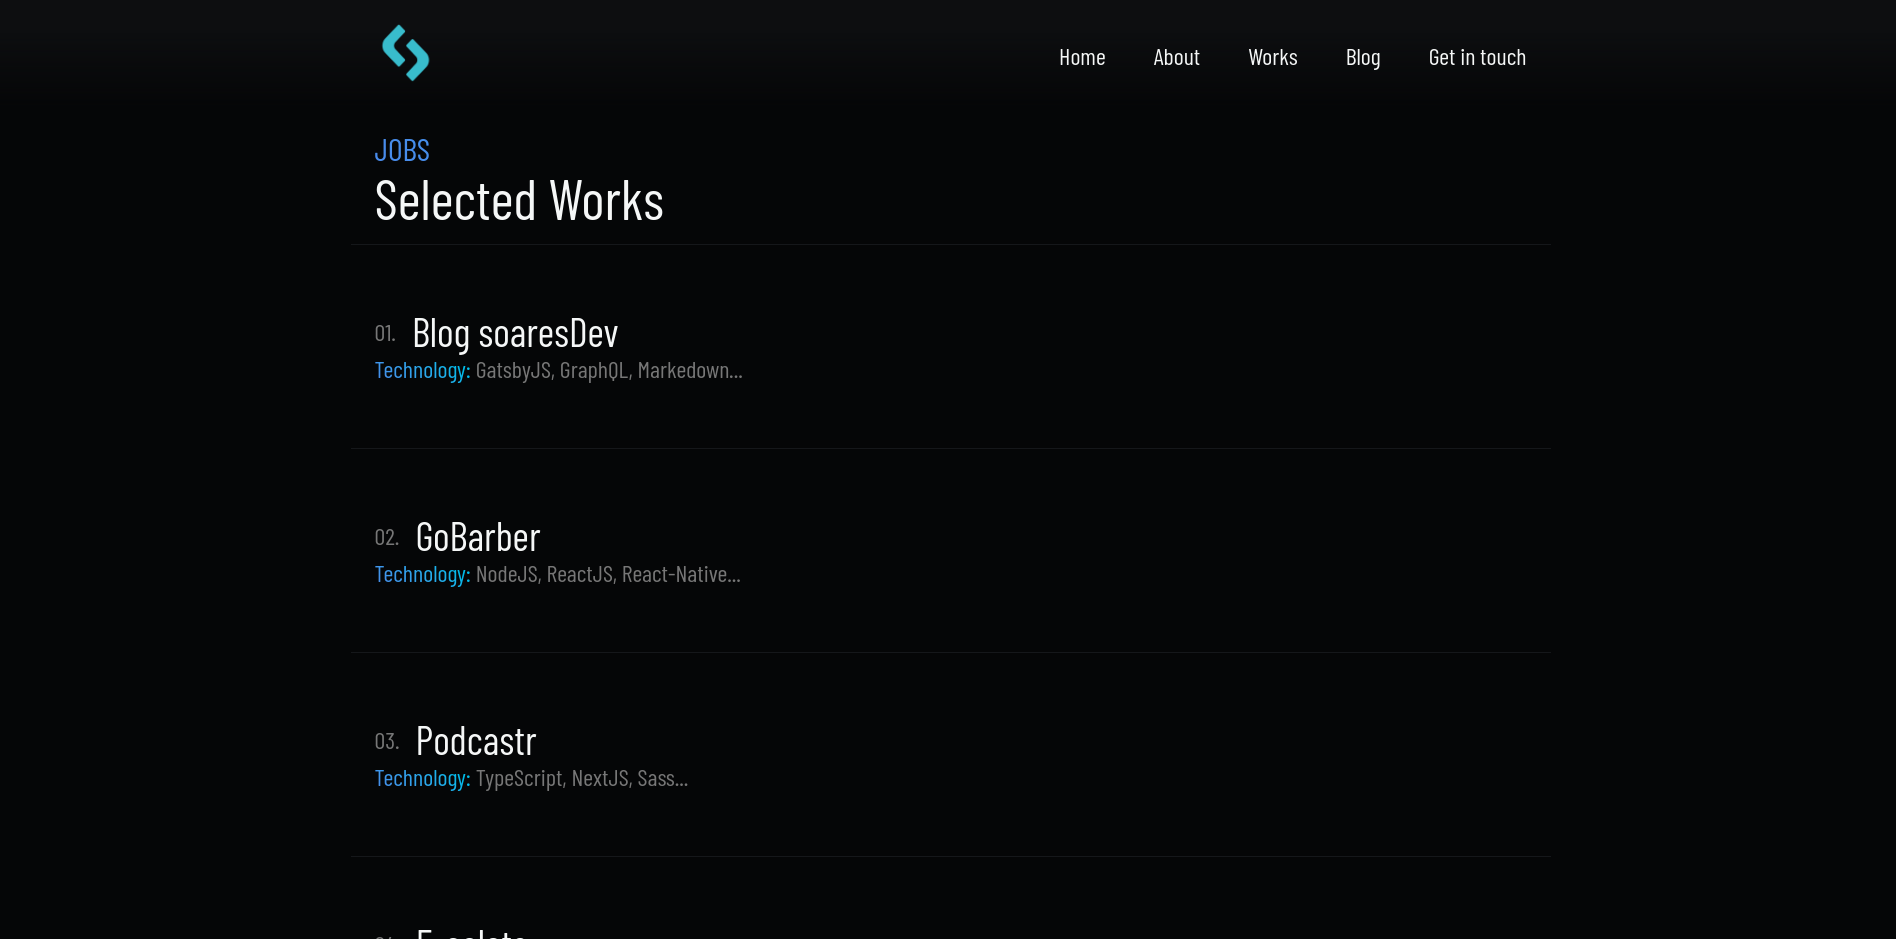 Home About Works Blog Get in touch
JOBS
Selected Works
01. Blog soaresDev
Technology: GatsbyJS, GraphQL, Markedown...
02. GoBarber
Technology: NodeJS, ReactJS, React-Native...
03. Podcastr
Technology: TypeScript, NextJS, Sass...